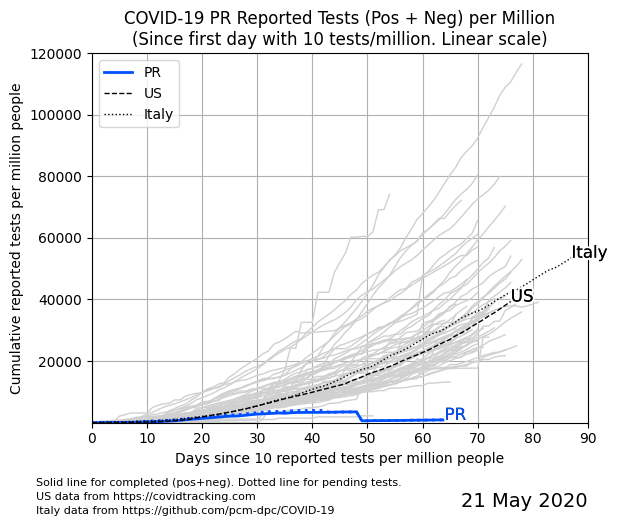 COVID-19 PR Reported Tests (Pos + Neg) per Million
(Since first day with 10 tests/million. Linear scale)
Cumulative reported tests per million people
120000
100000
80000
60000
40000
20000
PR
US
Italy
Italy
US
PR
0 10 20 30 40 50 60 70 80 90
Days since 10 reported tests per million people
Solid line for completed (pos+neg). Dotted line for pending tests.
US data from https://covidtracking.com
Italy data from https://github.com/pcm-dpc/COVID-19
21 May 2020